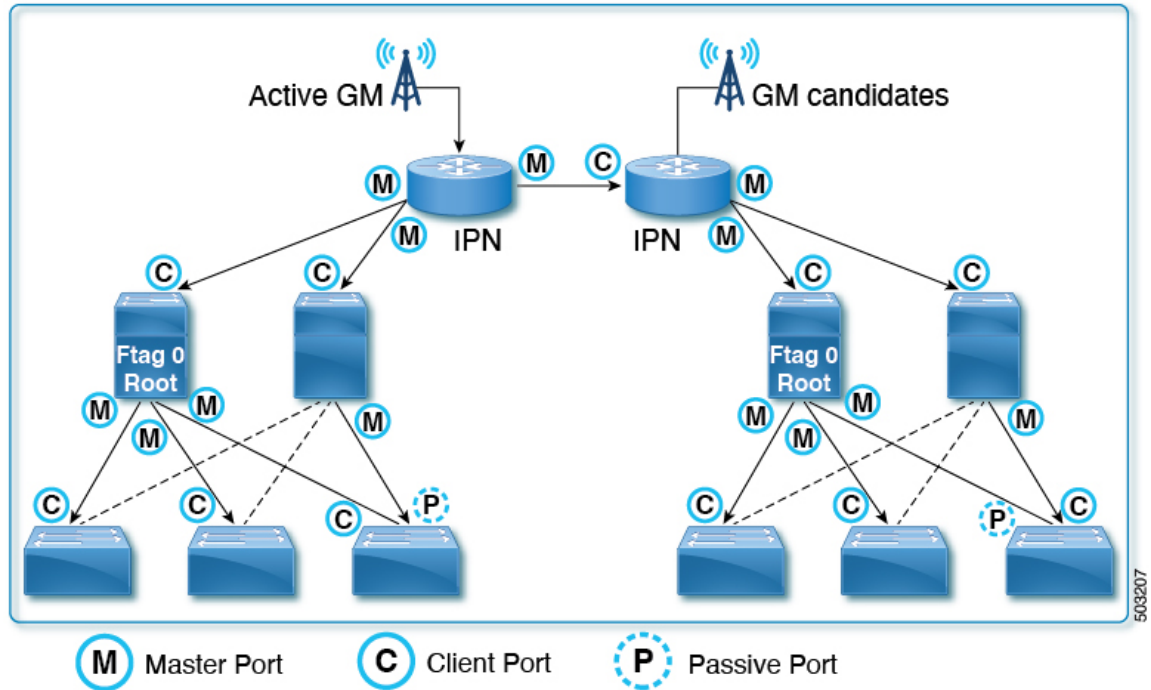 Active GM
GM candidates
M
C
M
M
M
M
IPN
IPN
C
C
C
C
Ftag 0
Root
Ftag 0
Root
M
M
M
M
M
M
M
M
C
C
C
P
C
C
P
C
503207
M Master Port
C Client Port
P Passive Port